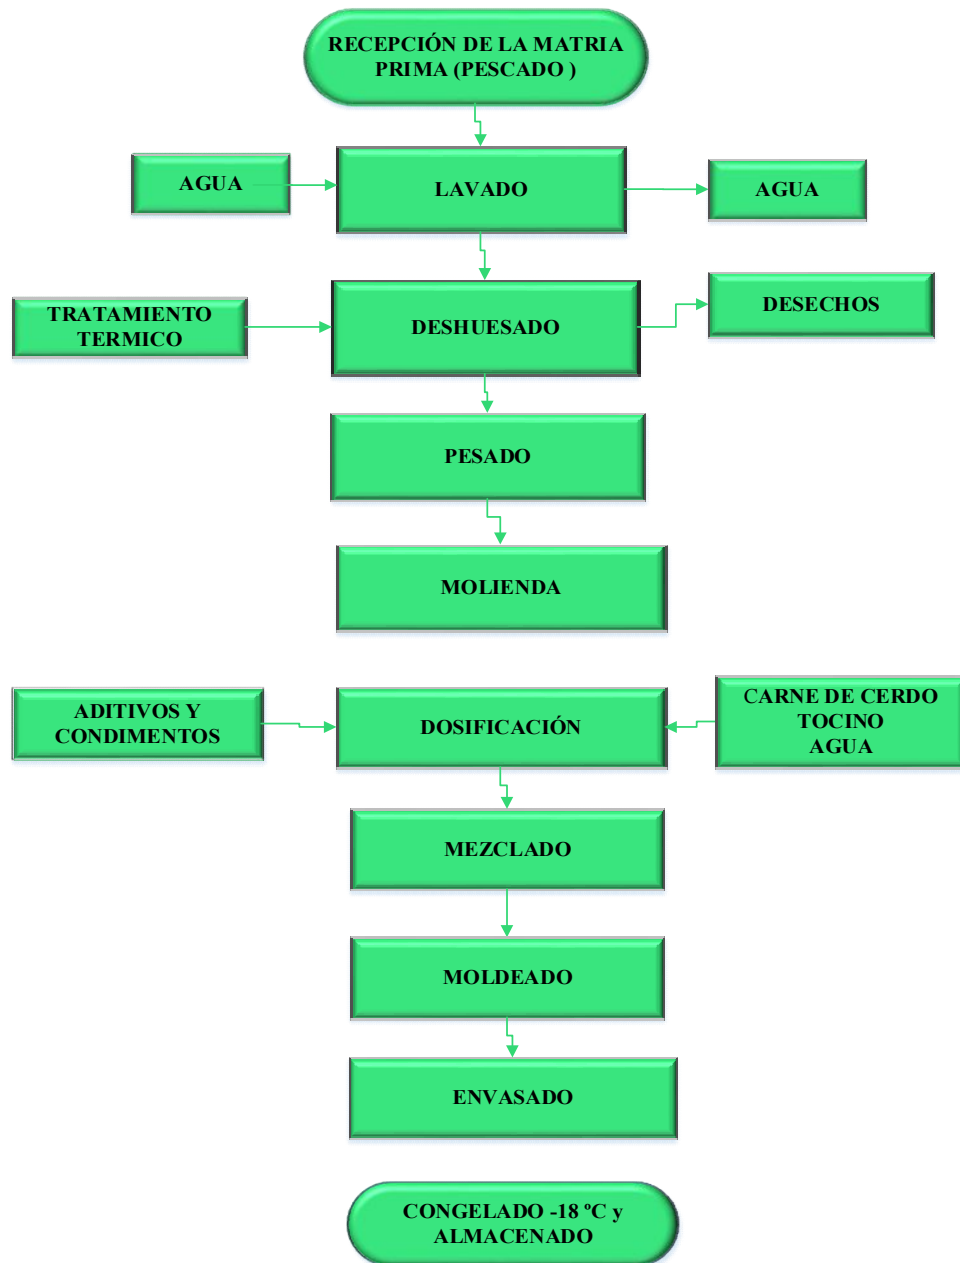 RECEPCIÓN DE LA MATRIA
PRIMA (PESCADO )
AGUA
LAVADO
AGUA
TRATAMIENTO
TERMICO
DESHUESADO
DESECHOS
PESADO
MOLIENDA
ADITIVOS Y
CONDIMENTOS
DOSIFICACIÓN
CARNE DE CERDO
TOCINO
AGUA
MEZCLADO
MOLDEADO
ENVASADO
CONGELADO -18 ºC y
ALMACENADO